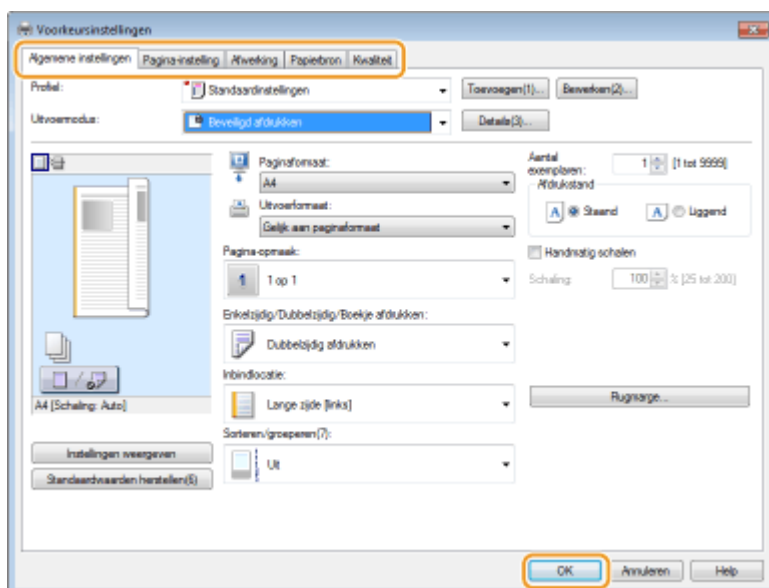 Voorkeursinstellingen
Algemene instellingen Pagina-instelling Afwerking Papierbron Kwaliteit
Profiel: Standaardinstellingen Toevoegen(1)... Bewerken(2)...
Uitvoermodus: Beveiligd afdrukken Details(3)...
Paginaformaat:
A4
Uitvoerformaat:
Gelijk aan paginaformaat
Pagina-opmaak:
1 op 1
Enkelzijdig/Dubbelzijdig/Boekje afdrukken:
Dubbelzijdig afdrukken
Inbindlocatie:
Lange zijde [links]
Sorteren/groeperen(7):
Uit
Aantal
exemplaren: 1 [1 tot 9999]
Afdrukstand
A Staand A Liggend
Handmatig schalen
Schaling: 100 % [25 tot 200]
Rugmarge...
A4 [Schaling: Auto]
Instellingen weergeven
Standaardwaarden herstellen(6)
OK Annuleren Help